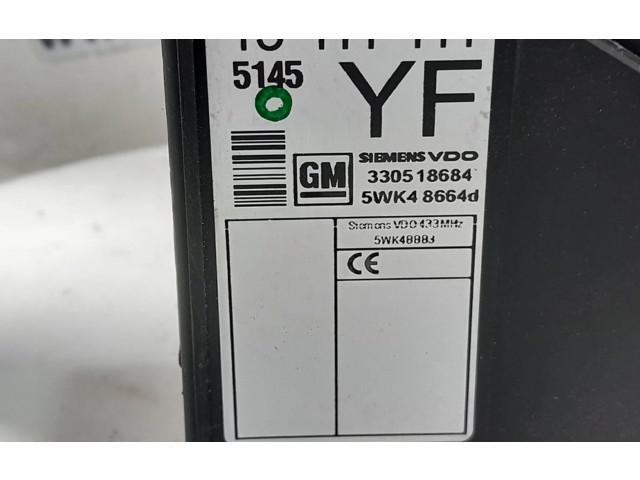 5145
YF
GM
SIEMENS VDO
330518684
5WK4 8664d
Siemens VDO 433MHz
5WK48883
CE